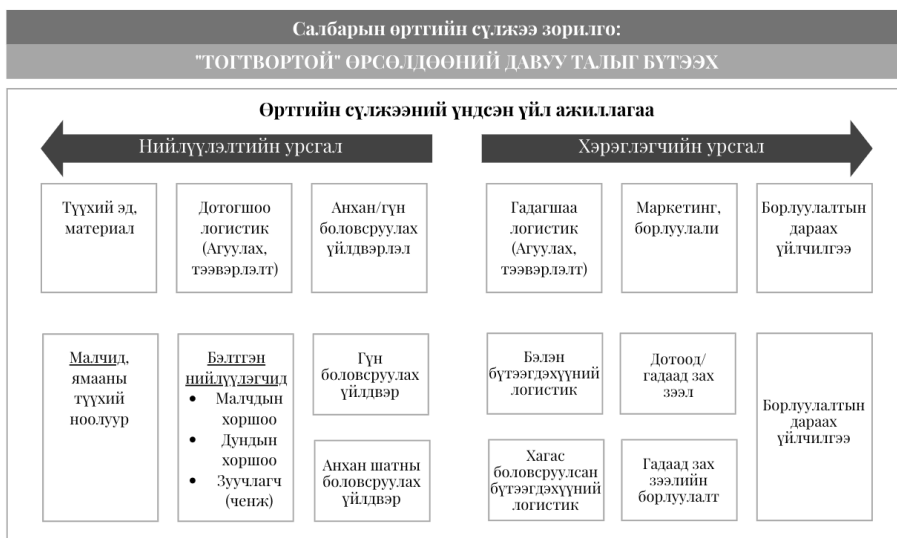 Салбарын өртгийн сүлжээ зорилго:
"ТОГТВОРТОЙ" ӨРСӨЛДӨӨНИЙ ДАВУУ ТАЛЫГ БҮТЭЭХ
Өртгийн сүлжээний үндсэн үйл ажиллагаа
Нийлүүлэлтийн урсгал
Хэрэглэгчийн урсгал
Түүхий эд,
материал
Дотогшоо
логистик
(Агуулах,
тээвэрлэлт)
Анхан/гүн
боловсруулах
үйлдвэрлэл
Гадагшаа
логистик
(Агуулах,
тээвэрлэлт)
Маркетинг,
борлуулали
Борлуулалтын
дараах
үйлчилгээ
Малчид,
ямааны
түүхий
ноолуур
Бэлтгэн
нийлүүлэгчид
• Малчдын
хоршоо
• Дундын
хоршоо
• Зуучлагч
(ченж)
Гүн
боловсруулах
үйлдвэр
Анхан шатны
боловсруулах
үйлдвэр
Бэлэн
бүтээгдэхүүний
логистик
Хагас
боловсруулсан
бүтээгдэхүүний
логистик
Дотоод/
гадаад зах
зээл
Гадаад зах
зээлийн
борлуулалт
Борлуулалтын
дараах
үйлчилгээ